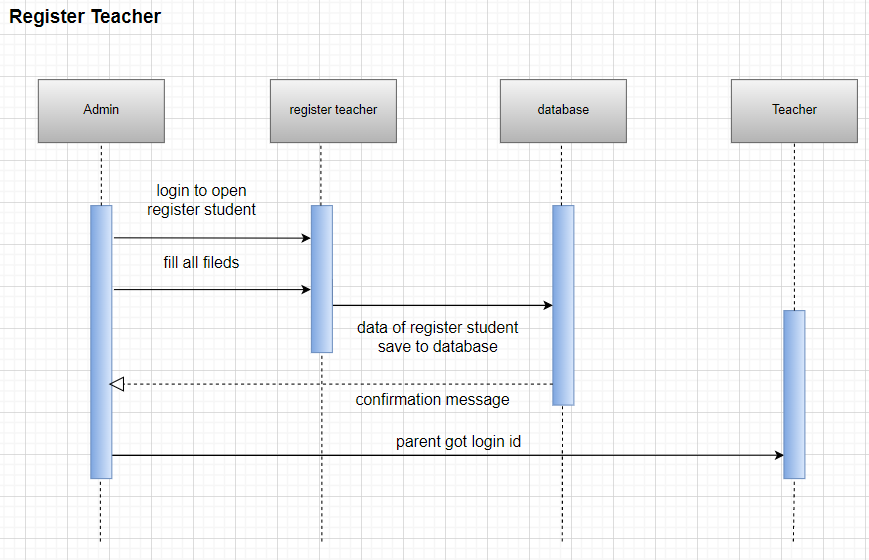 Register Teacher
Admin
register teacher
database
Teacher
login to open
register student
fill all fileds
data of register student
save to database
confirmation message
parent got login id